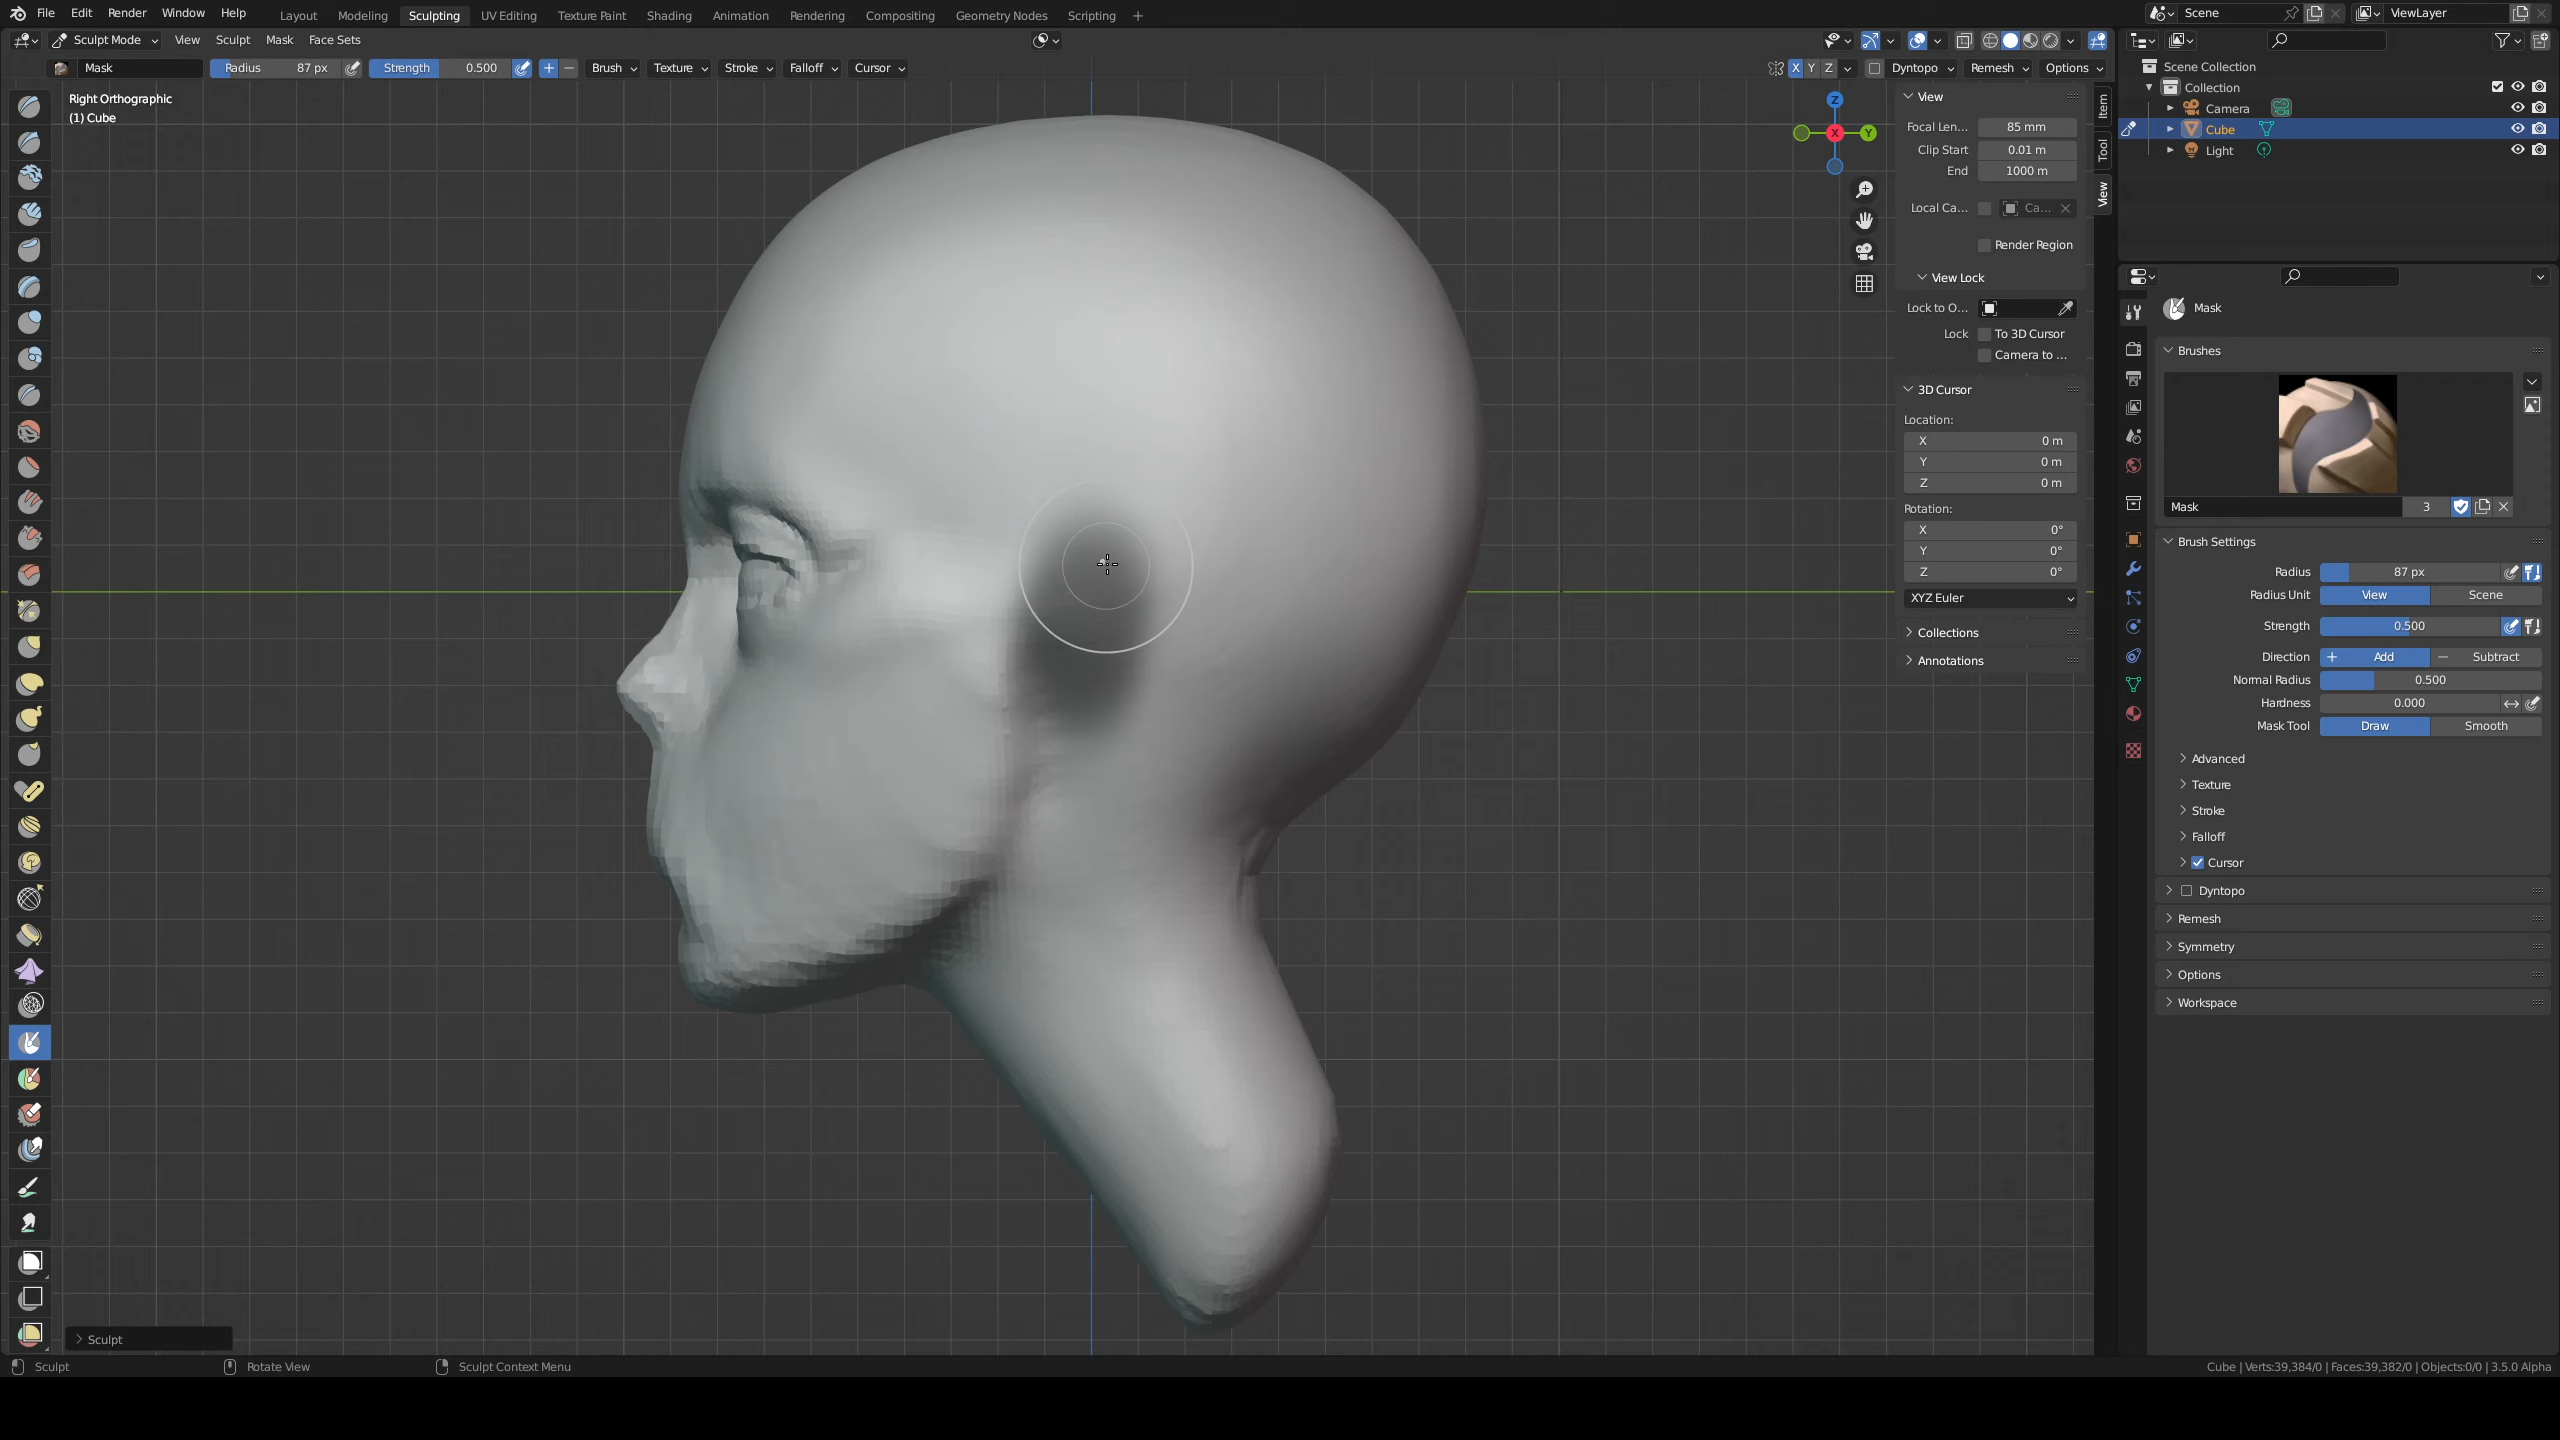 File Edit Render Window Help Layout Modeling Sculpting UV Editing Texture Paint Shading Animation Rendering Compositing Geometry Nodes Scripting + Scene ViewLayer
Sculpt Mode View Sculpt Mask Face Sets
Mask Radius 87 px Strength 0.500 + − Brush Texture Stroke Falloff Cursor X Y Z Dyntopo Remesh Options
Right Orthographic
(1) Cube
Z
X
Y
View
Focal Len... 85 mm
Clip Start 0.01 m
End 1000 m
Local Ca... Ca...
Render Region
View Lock
Lock to O...
Lock To 3D Cursor
Camera to ...
3D Cursor
Location:
X 0 m
Y 0 m
Z 0 m
Rotation:
X 0°
Y 0°
Z 0°
XYZ Euler
Collections
Annotations
Item
Tool
View
Scene Collection
Collection
Camera
Cube
Light
Mask
Brushes
Mask 3
Brush Settings
Radius 87 px
Radius Unit View Scene
Strength 0.500
Direction + Add − Subtract
Normal Radius 0.500
Hardness 0.000
Mask Tool Draw Smooth
Advanced
Texture
Stroke
Falloff
Cursor
Dyntopo
Remesh
Symmetry
Options
Workspace
Sculpt
Sculpt Rotate View Sculpt Context Menu Cube | Verts:39,384/0 | Faces:39,382/0 | Objects:0/0 | 3.5.0 Alpha